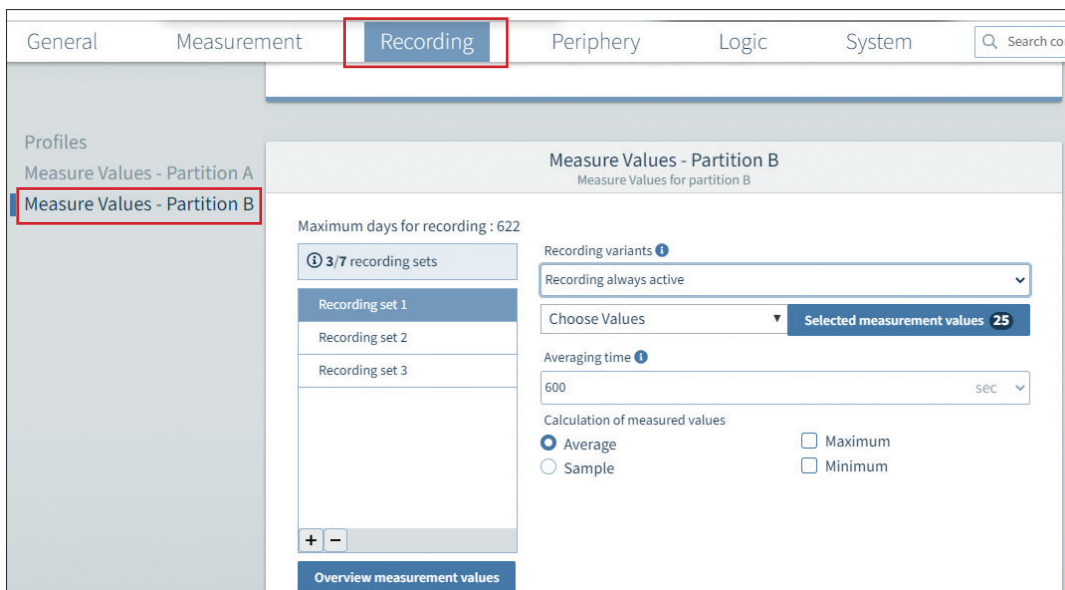 General Measurement Recording Periphery Logic System Search co
Profiles
Measure Values - Partition A
Measure Values - Partition B
Measure Values - Partition B
Measure Values for partition B
Maximum days for recording : 622
3/7 recording sets
Recording set 1
Recording set 2
Recording set 3
+ −
Overview measurement values
Recording variants
Recording always active
Choose Values Selected measurement values 25
Averaging time
600 sec
Calculation of measured values
Average Maximum
Sample Minimum